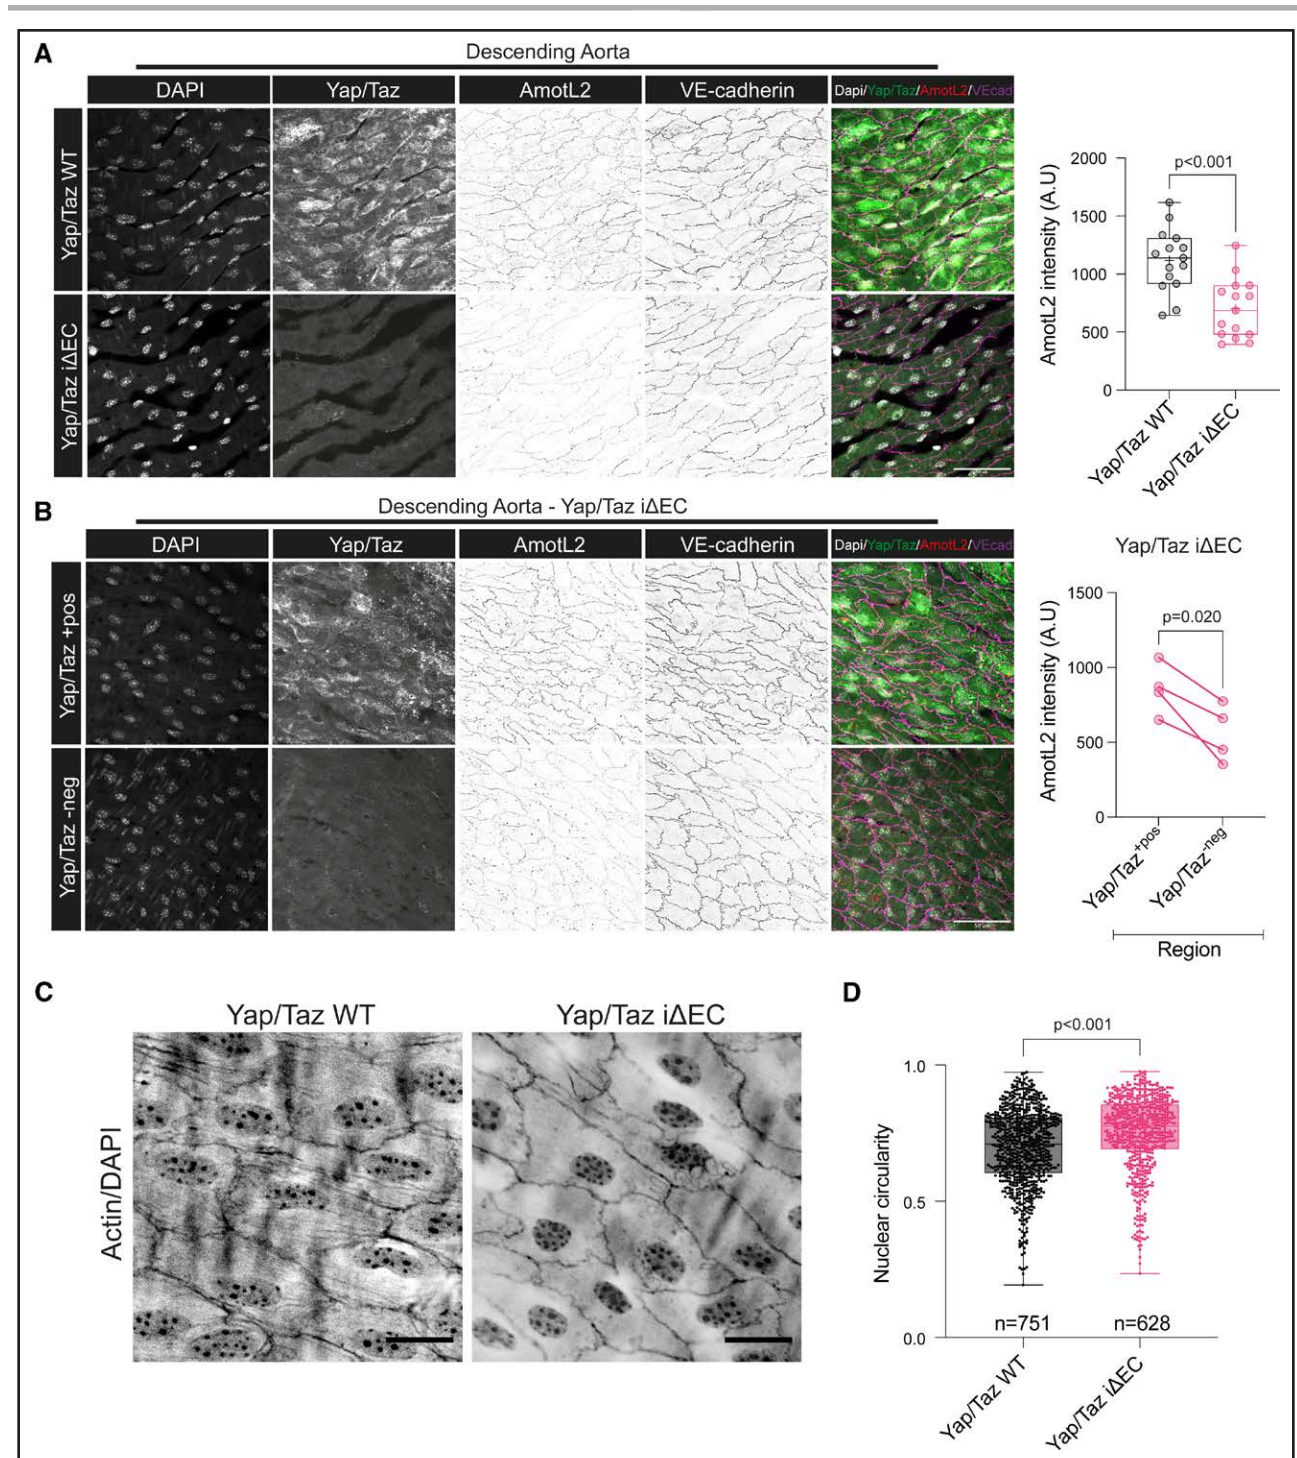 A
Descending Aorta
DAPI Yap/Taz AmotL2 VE-cadherin Dapi/Yap/Taz/AmotL2/VEcad
Yap/Taz WT
Yap/Taz iΔEC
AmotL2 intensity (A.U)
2000
1500
1000
500
0
p<0.001
Yap/Taz WT
Yap/Taz iΔEC
B
Descending Aorta - Yap/Taz iΔEC
DAPI Yap/Taz AmotL2 VE-cadherin Dapi/Yap/Taz/AmotL2/VEcad
Yap/Taz +pos
Yap/Taz -neg
Yap/Taz iΔEC
AmotL2 intensity (A.U)
1500
1000
500
0
p=0.020
Yap/Taz+pos
Yap/Taz-neg
Region
C
Yap/Taz WT Yap/Taz iΔEC
Actin/DAPI
D
p<0.001
Nuclear circularity
1.0
0.5
0.0
n=751 n=628
Yap/Taz WT
Yap/Taz iΔEC